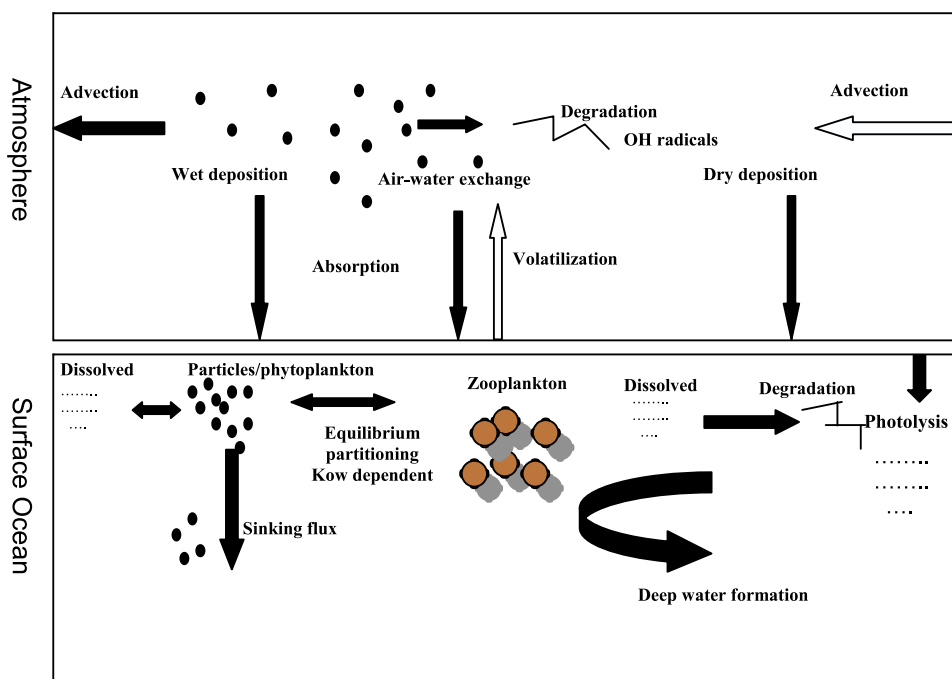 Atmosphere
Advection
Degradation
OH radicals
Advection
Wet deposition
Air-water exchange
Dry deposition
Absorption
Volatilization
Surface Ocean
Dissolved
Particles/phytoplankton
Zooplankton
Dissolved
Degradation
Photolysis
Equilibrium
partitioning
Kow dependent
Sinking flux
Deep water formation